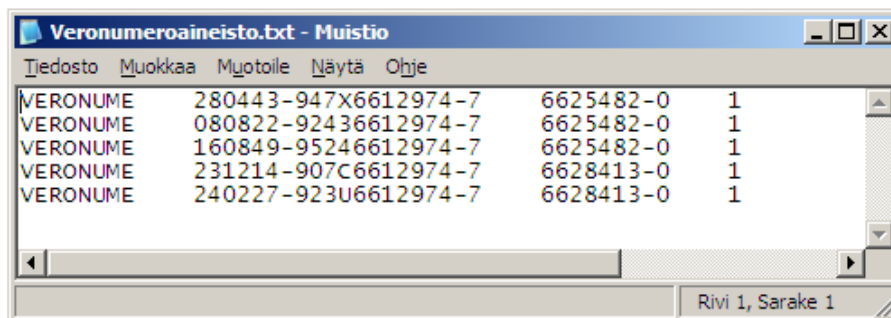 Veronumeroaineisto.txt - Muistio
Tiedosto Muokkaa Muotoile Näytä Ohje
VERONUME 280443-947X6612974-7 6625482-0 1
VERONUME 080822-92436612974-7 6625482-0 1
VERONUME 160849-95246612974-7 6625482-0 1
VERONUME 231214-907C6612974-7 6628413-0 1
VERONUME 240227-923U6612974-7 6628413-0 1
Rivi 1, Sarake 1